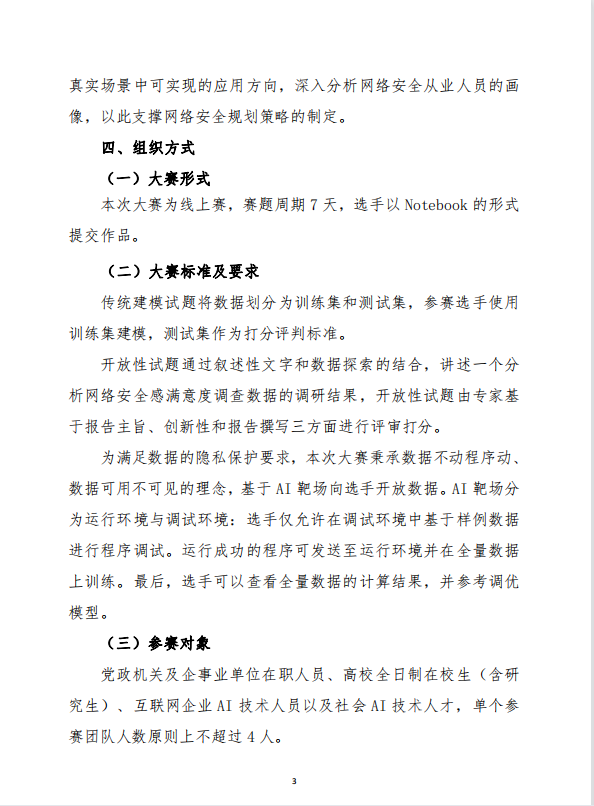 真实场景中可实现的应用方向，深入分析网络安全从业人员的画
像，以此支撑网络安全规划策略的制定。
四、组织方式
（一）大赛形式
本次大赛为线上赛，赛题周期 7 天，选手以 Notebook 的形式
提交作品。
（二）大赛标准及要求
传统建模试题将数据划分为训练集和测试集，参赛选手使用
训练集建模，测试集作为打分评判标准。
开放性试题通过叙述性文字和数据探索的结合，讲述一个分
析网络安全感满意度调查数据的调研结果，开放性试题由专家基
于报告主旨、创新性和报告撰写三方面进行评审打分。
为满足数据的隐私保护要求，本次大赛秉承数据不动程序动、
数据可用不可见的理念，基于 AI 靶场向选手开放数据。AI 靶场分
为运行环境与调试环境：选手仅允许在调试环境中基于样例数据
进行程序调试。运行成功的程序可发送至运行环境并在全量数据
上训练。最后，选手可以查看全量数据的计算结果，并参考调优
模型。
（三）参赛对象
党政机关及企事业单位在职人员、高校全日制在校生（含研
究生）、互联网企业 AI 技术人员以及社会 AI 技术人才，单个参
赛团队人数原则上不超过 4 人。
3